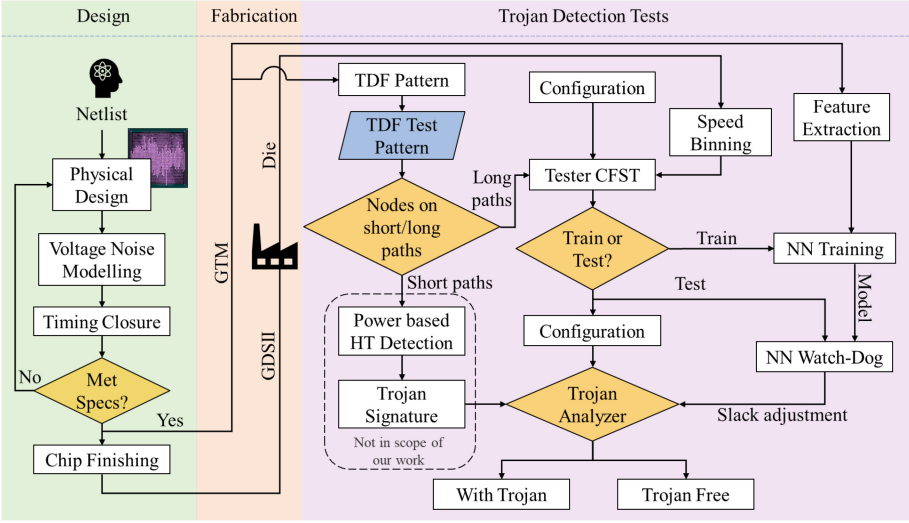 Design
Fabrication
Trojan Detection Tests
Netlist
Physical
Design
Voltage Noise
Modelling
Timing Closure
Met
Specs?
No
Yes
Chip Finishing
GTM
GDSII
Die
TDF Pattern
TDF Test
Pattern
Nodes on
short/long
paths
Long
paths
Short paths
Power based
HT Detection
Trojan
Signature
Not in scope of
our work
Configuration
Tester CFST
Speed
Binning
Feature
Extraction
Train or
Test?
Train
NN Training
Test
Model
Configuration
NN Watch-Dog
Trojan
Analyzer
Slack adjustment
With Trojan
Trojan Free